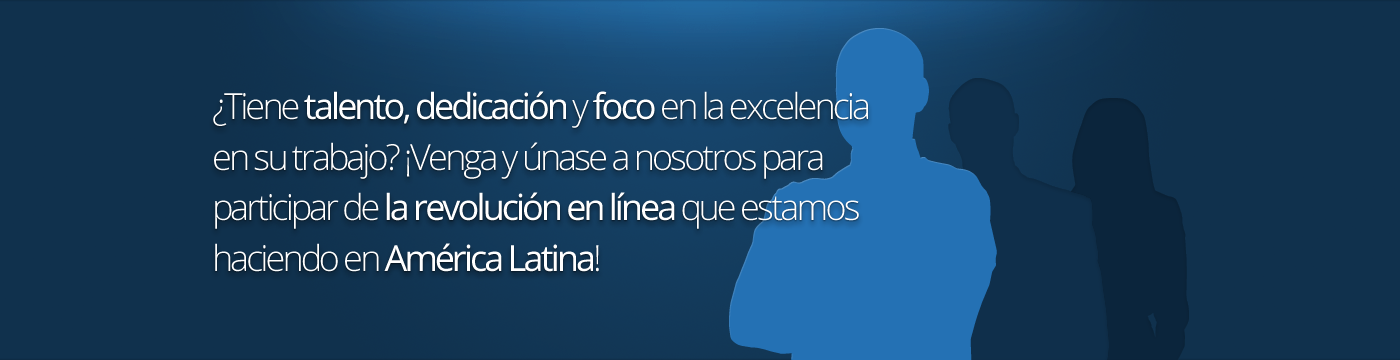 ¿Tiene talento, dedicación y foco en la excelencia
en su trabajo? ¡Venga y únase a nosotros para
participar de la revolución en línea que estamos
haciendo en América Latina!